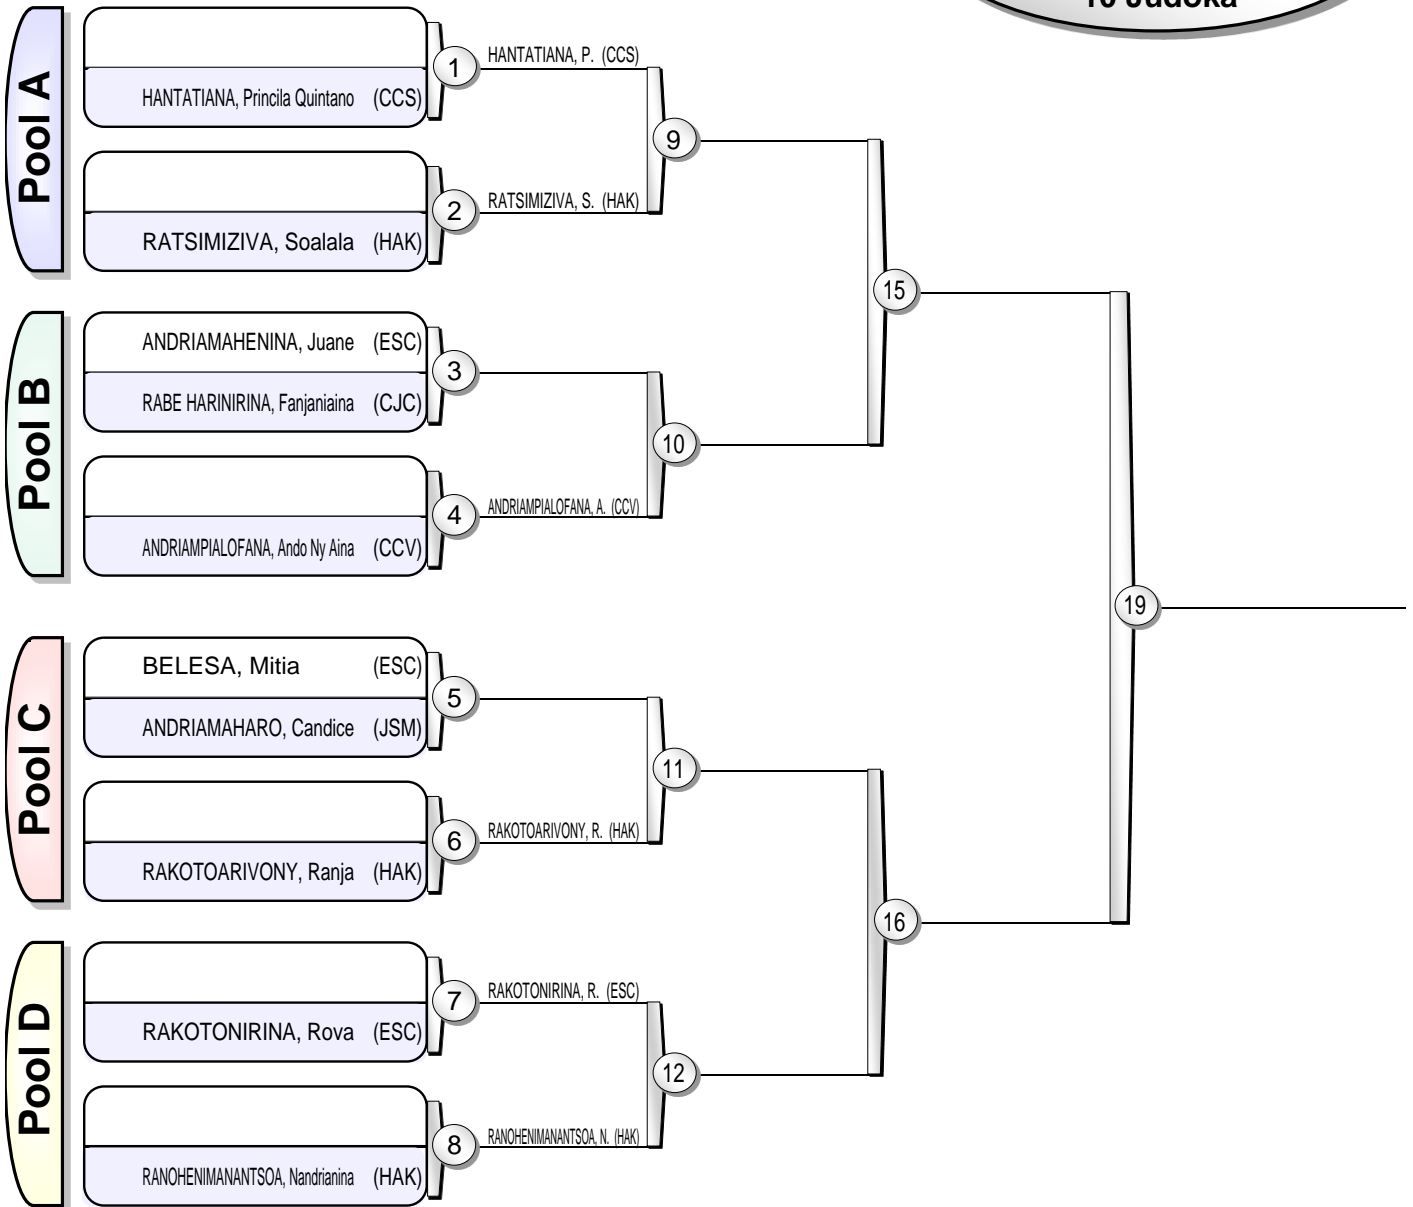 10 Judoka
Pool A
HANTATIANA, Princila Quintano (CCS)
1
HANTATIANA, P. (CCS)
9
RATSIMIZIVA, Soalala (HAK)
2
RATSIMIZIVA, S. (HAK)
15
Pool B
ANDRIAMAHENINA, Juane (ESC)
3
RABE HARINIRINA, Fanjaniaina (CJC)
10
ANDRIAMPIALOFANA, Ando Ny Aina (CCV)
4
ANDRIAMPIALOFANA, A. (CCV)
19
Pool C
BELESA, Mitia (ESC)
5
ANDRIAMAHARO, Candice (JSM)
11
RAKOTOARIVONY, Ranja (HAK)
6
RAKOTOARIVONY, R. (HAK)
16
Pool D
RAKOTONIRINA, Rova (ESC)
7
RAKOTONIRINA, R. (ESC)
12
RANOHENIMANANTSOA, Nandrianina (HAK)
8
RANOHENIMANANTSOA, N. (HAK)